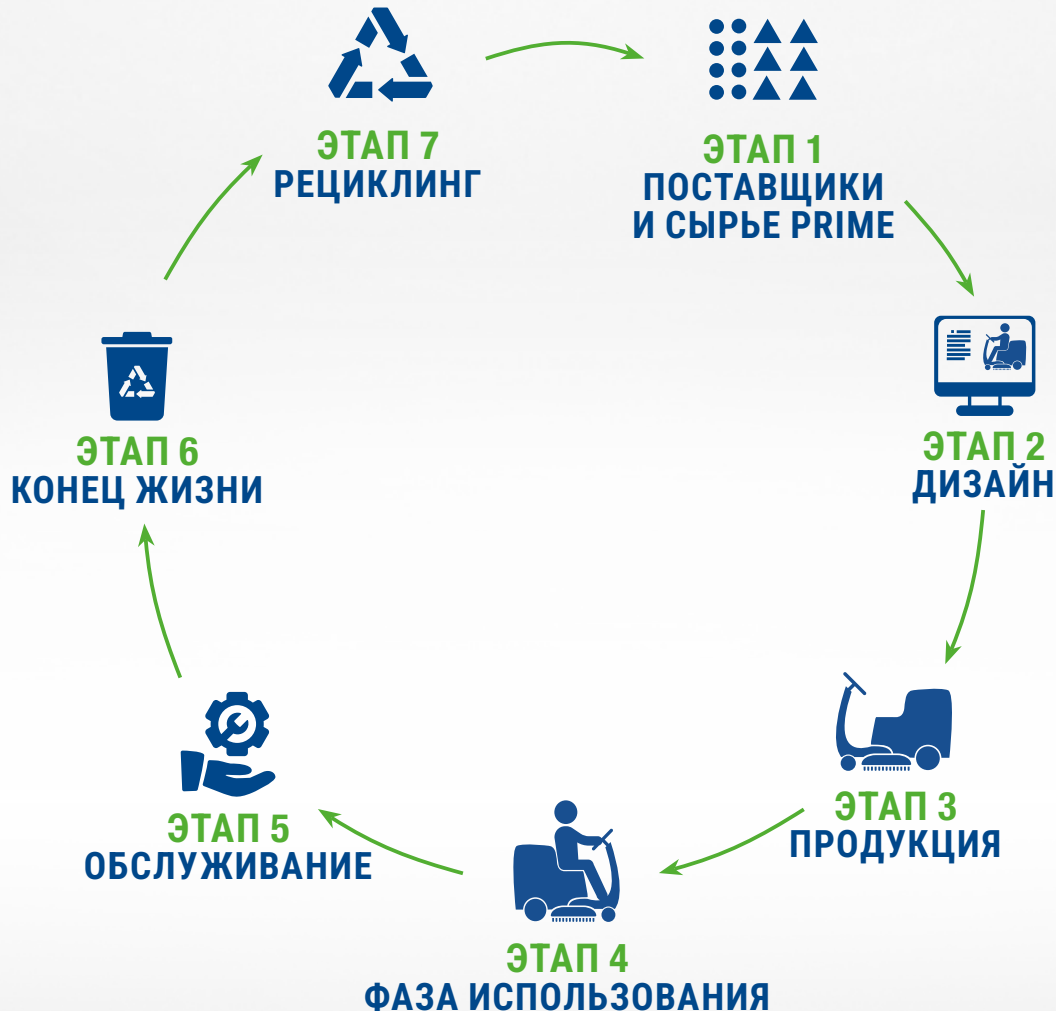 ЭТАП 7
РЕЦИКЛИНГ
ЭТАП 1
ПОСТАВЩИКИ
И СЫРЬЕ PRIME
ЭТАП 6
КОНЕЦ ЖИЗНИ
ЭТАП 2
ДИЗАЙН
ЭТАП 5
ОБСЛУЖИВАНИЕ
ЭТАП 3
ПРОДУКЦИЯ
ЭТАП 4
ФАЗА ИСПОЛЬЗОВАНИЯ